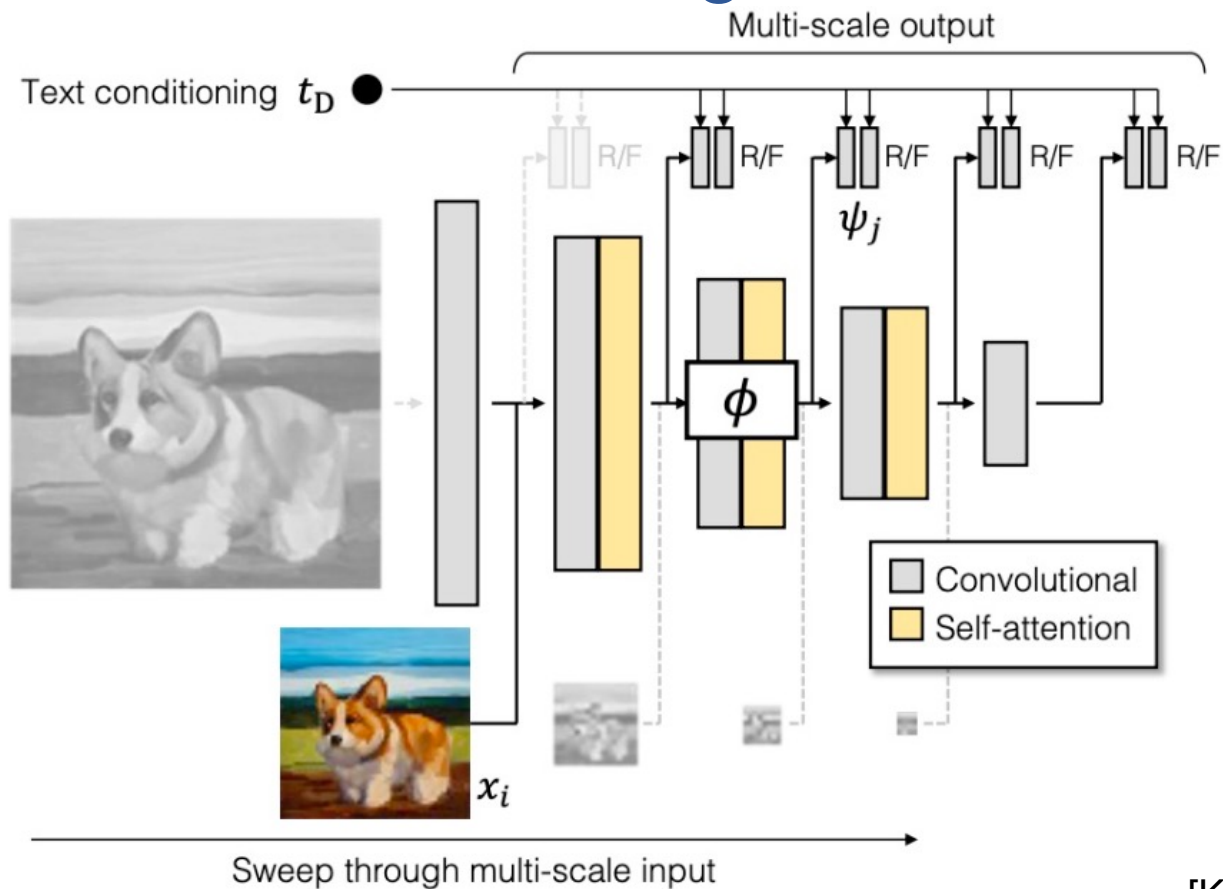 Multi-scale output
Text conditioning t_D
R/F R/F R/F R/F R/F
ψ_j
ϕ
Convolutional
Self-attention
x_i
Sweep through multi-scale input